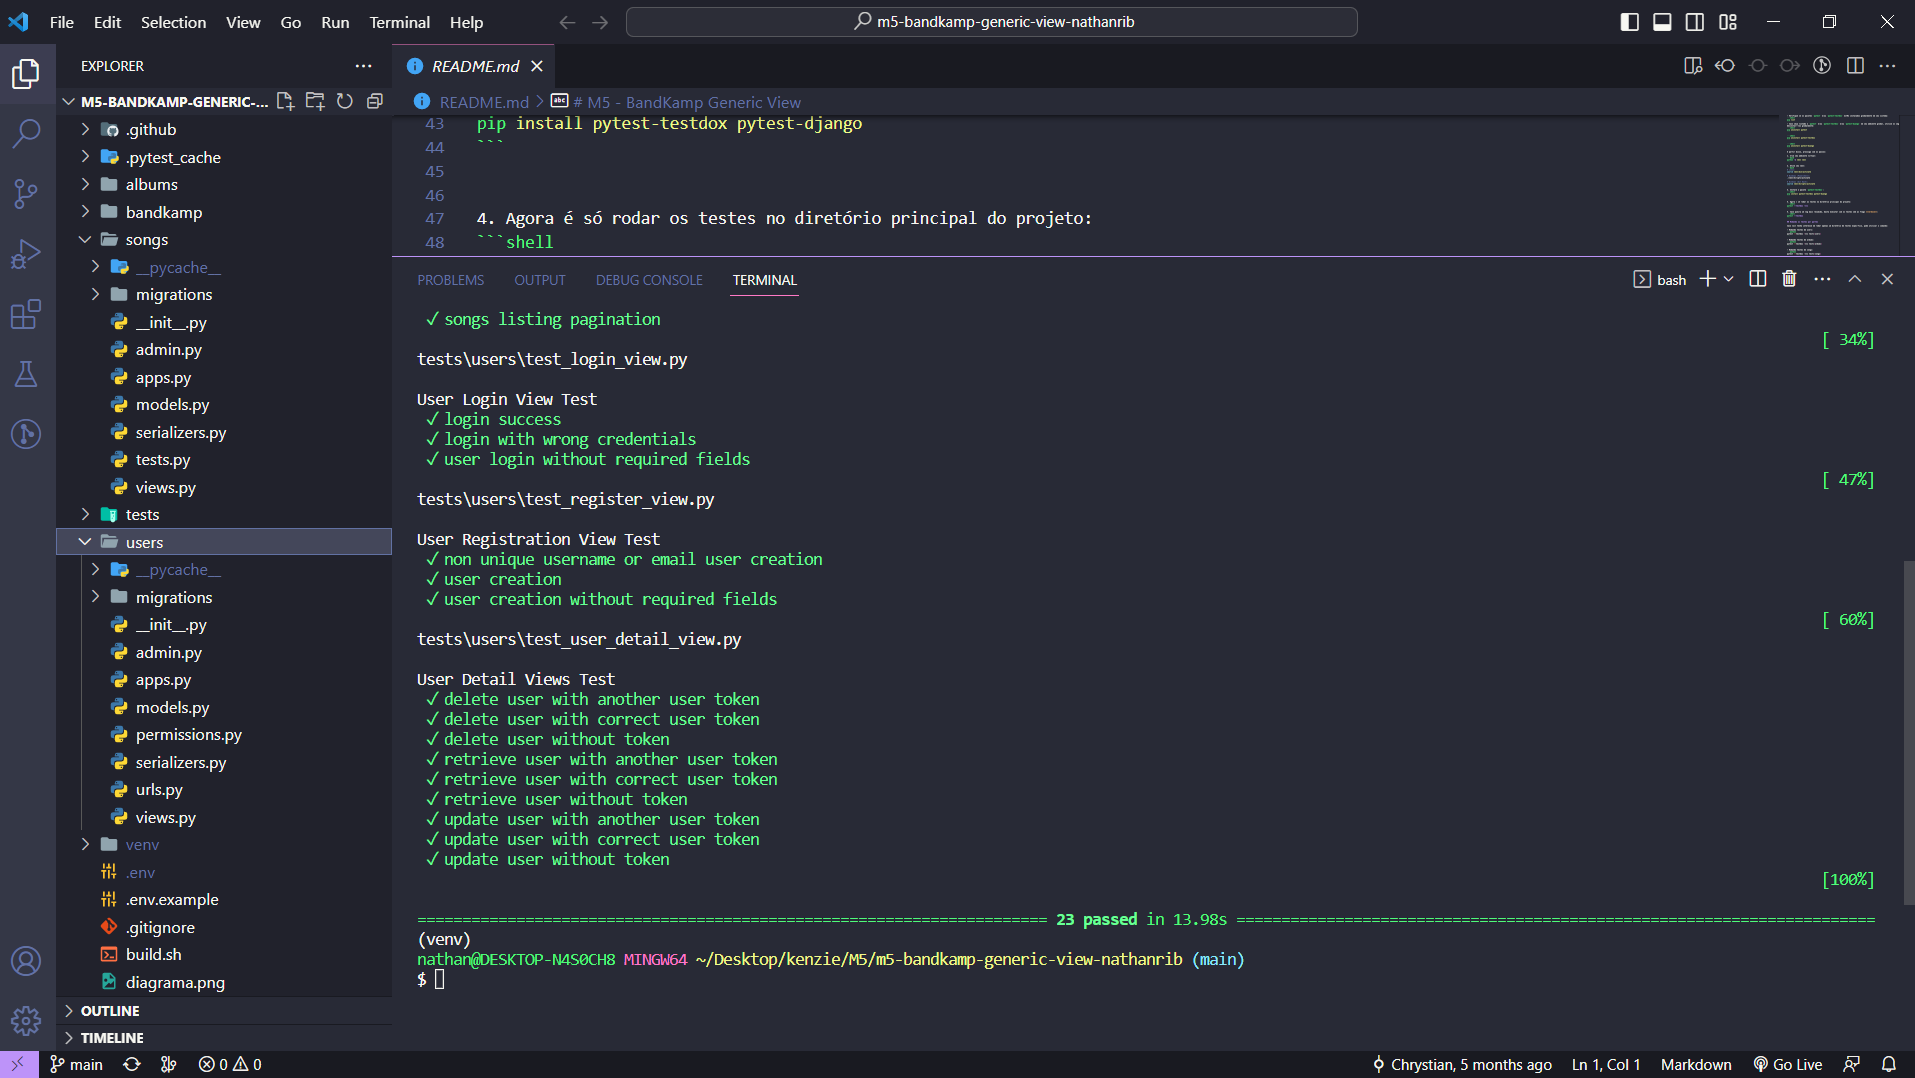 File Edit Selection View Go Run Terminal Help
m5-bandkamp-generic-view-nathanrib
EXPLORER
M5-BANDKAMP-GENERIC-...
.github
.pytest_cache
albums
bandkamp
songs
__pycache__
migrations
__init__.py
admin.py
apps.py
models.py
serializers.py
tests.py
views.py
tests
users
__pycache__
migrations
__init__.py
admin.py
apps.py
models.py
permissions.py
serializers.py
urls.py
views.py
venv
.env
.env.example
.gitignore
build.sh
diagrama.png
OUTLINE
TIMELINE
README.md
README.md > # M5 - BandKamp Generic View
43 pip install pytest-testdox pytest-django
44 ```
45
46
47 4. Agora é só rodar os testes no diretório principal do projeto:
48 ```shell
PROBLEMS OUTPUT DEBUG CONSOLE TERMINAL
bash
✓ songs listing pagination
[ 34%]
tests\users\test_login_view.py
User Login View Test
✓ login success
✓ login with wrong credentials
✓ user login without required fields
[ 47%]
tests\users\test_register_view.py
User Registration View Test
✓ non unique username or email user creation
✓ user creation
✓ user creation without required fields
[ 60%]
tests\users\test_user_detail_view.py
User Detail Views Test
✓ delete user with another user token
✓ delete user with correct user token
✓ delete user without token
✓ retrieve user with another user token
✓ retrieve user with correct user token
✓ retrieve user without token
✓ update user with another user token
✓ update user with correct user token
✓ update user without token
[100%]
======================================================================== 23 passed in 13.98s =======================================================================
(venv)
nathan@DESKTOP-N4S0CH8 MINGW64 ~/Desktop/kenzie/M5/m5-bandkamp-generic-view-nathanrib (main)
$
main 0 0 Chrystian, 5 months ago Ln 1, Col 1 Markdown Go Live